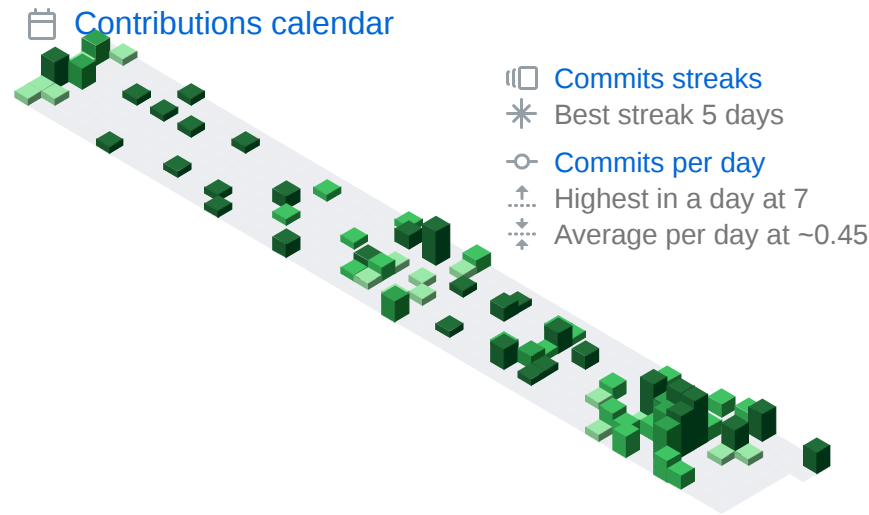 Contributions calendar
Commits streaks
Best streak 5 days
Commits per day
Highest in a day at 7
Average per day at ~0.45